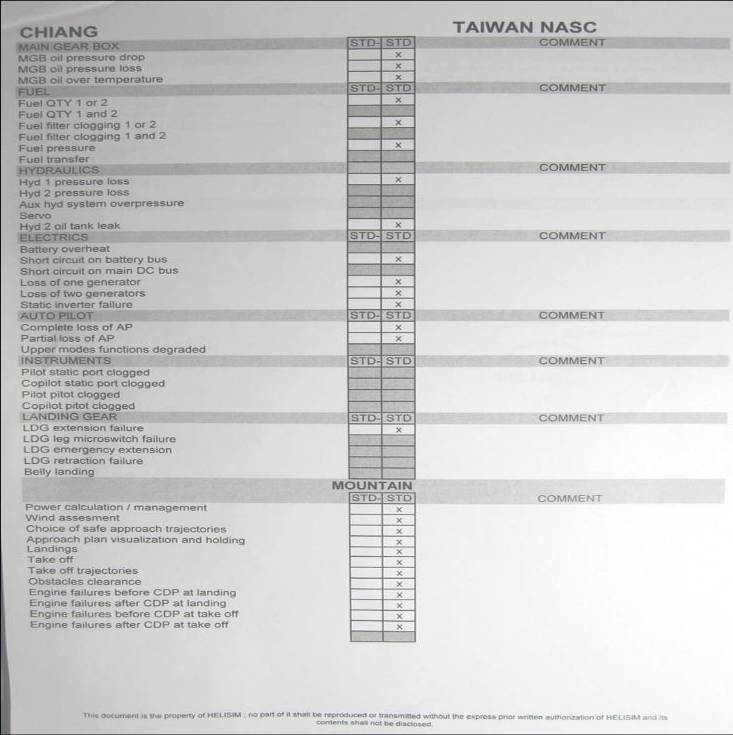 CHIANG TAIWAN NASC
MAIN GEAR BOX STD- STD COMMENT
MGB oil pressure drop x
MGB oil pressure loss x
MGB oil over temperature x
FUEL STD- STD COMMENT
Fuel QTY 1 or 2 x
Fuel QTY 1 and 2
Fuel filter clogging 1 or 2 x
Fuel filter clogging 1 and 2
Fuel pressure x
Fuel transfer
HYDRAULICS COMMENT
Hyd 1 pressure loss x
Hyd 2 pressure loss
Aux hyd system overpressure
Servo
Hyd 2 oil tank leak x
ELECTRICS STD- STD COMMENT
Battery overheat
Short circuit on battery bus x
Short circuit on main DC bus
Loss of one generator x
Loss of two generators x
Static inverter failure x
AUTO PILOT STD- STD COMMENT
Complete loss of AP x
Partial loss of AP x
Upper modes functions degraded
INSTRUMENTS STD- STD COMMENT
Pilot static port clogged
Copilot static port clogged
Pilot pitot clogged
Copilot pitot clogged
LANDING GEAR STD- STD COMMENT
LDG extension failure x
LDG leg microswitch failure
LDG emergency extension
LDG retraction failure
Belly landing
MOUNTAIN
STD- STD COMMENT
Power calculation / management x
Wind assesment x
Choice of safe approach trajectories x
Approach plan visualization and holding x
Landings x
Take off x
Take off trajectories x
Obstacles clearance x
Engine failures before CDP at landing x
Engine failures after CDP at landing x
Engine failures before CDP at take off x
Engine failures after CDP at take off x
This document is the property of HELISIM ; no part of it shall be reproduced or transmitted without the express prior written authorization of HELISIM and its
contents shall not be disclosed.